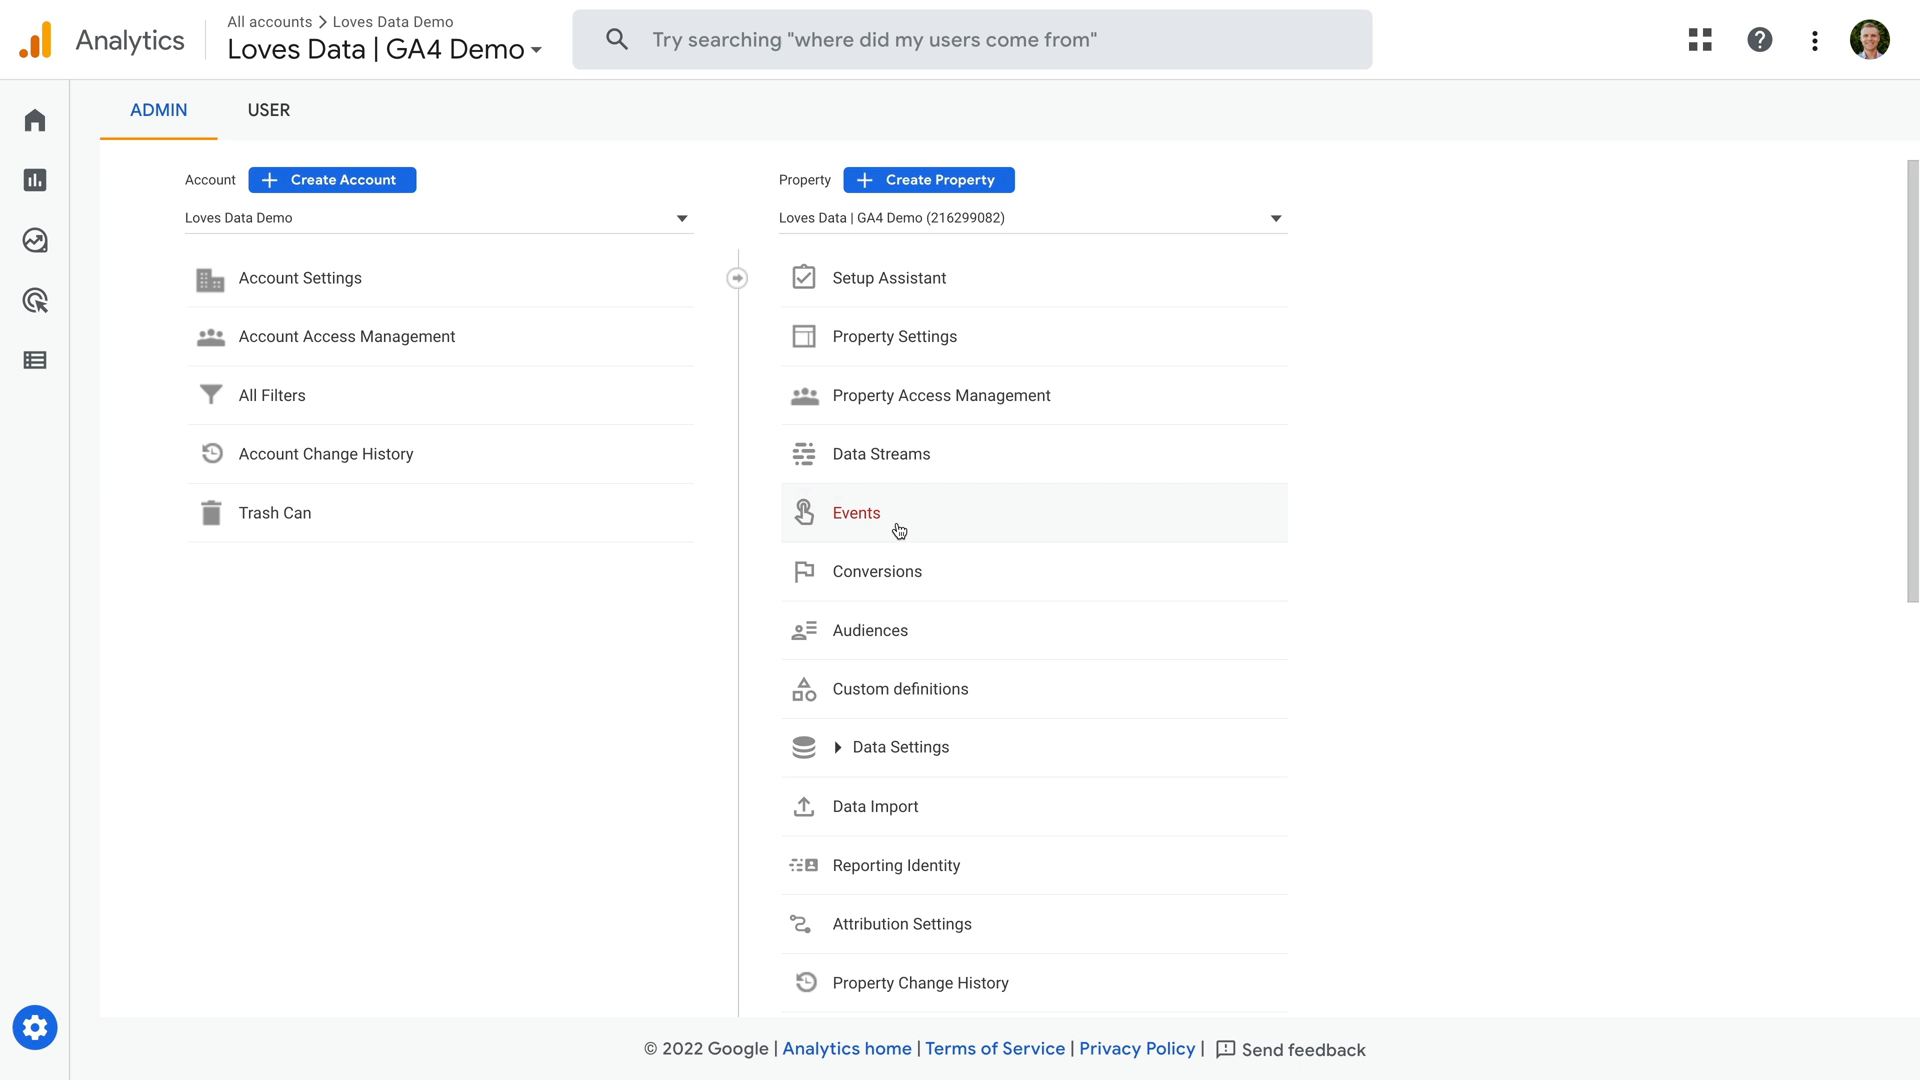 Analytics
All accounts > Loves Data Demo
Loves Data | GA4 Demo
Try searching "where did my users come from"
ADMIN
USER
Account
Create Account
Loves Data Demo
Account Settings
Account Access Management
All Filters
Account Change History
Trash Can
Property
Create Property
Loves Data | GA4 Demo (216299082)
Setup Assistant
Property Settings
Property Access Management
Data Streams
Events
Conversions
Audiences
Custom definitions
Data Settings
Data Import
Reporting Identity
Attribution Settings
Property Change History
© 2022 Google | Analytics home | Terms of Service | Privacy Policy | Send feedback